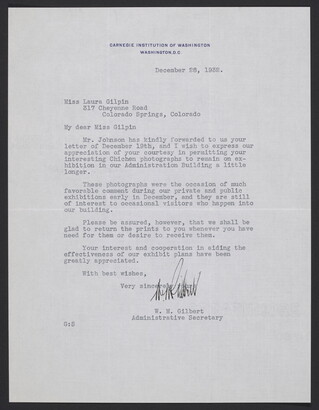 CARNEGIE INSTITUTION OF WASHINGTON
WASHINGTON, D.C.
December 28, 1932.
Miss Laura Gilpin
317 Cheyenne Road
Colorado Springs, Colorado
My dear Miss Gilpin
Mr. Johnson has kindly forwarded to us your
letter of December 19th, and I wish to express our
appreciation of your courtesy in permitting your
interesting Chichen photographs to remain on ex-
hibition in our Administration Building a little
longer.
These photographs were the occasion of much
favorable comment during our private and public
exhibitions early in December, and they are still
of interest to occasional visitors who happen into
our building.
Please be assured, however, that we shall be
glad to return the prints to you whenever you have
need for them or desire to receive them.
Your interest and cooperation in aiding the
effectiveness of our exhibit plans have been
greatly appreciated.
With best wishes,
Very sincerely yours,
W. M. Gilbert
Administrative Secretary
G:S